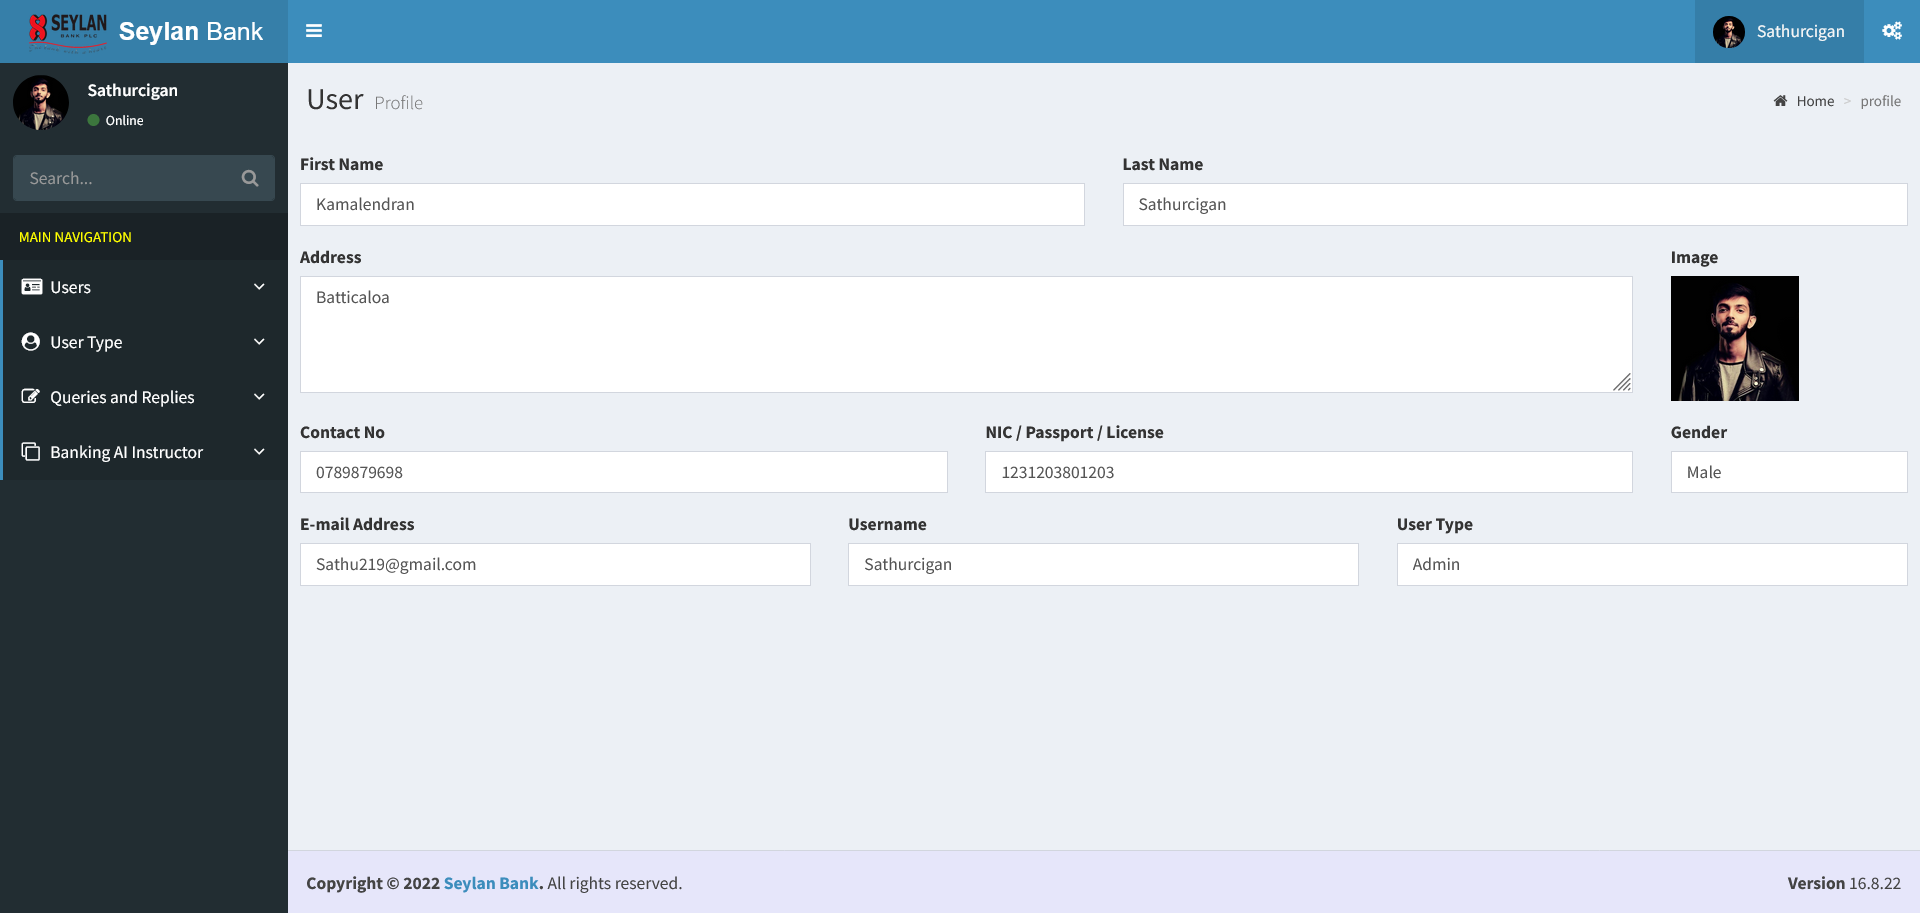 SEYLAN
BANK PLC
Seylan Bank
Sathurcigan
Sathurcigan
Online
Search...
MAIN NAVIGATION
Users
User Type
Queries and Replies
Banking AI Instructor
User Profile
Home > profile
First Name
Last Name
Kamalendran
Sathurcigan
Address
Image
Batticaloa
Contact No
NIC / Passport / License
Gender
0789879698
1231203801203
Male
E-mail Address
Username
User Type
Sathu219@gmail.com
Sathurcigan
Admin
Copyright © 2022 Seylan Bank. All rights reserved.
Version 16.8.22